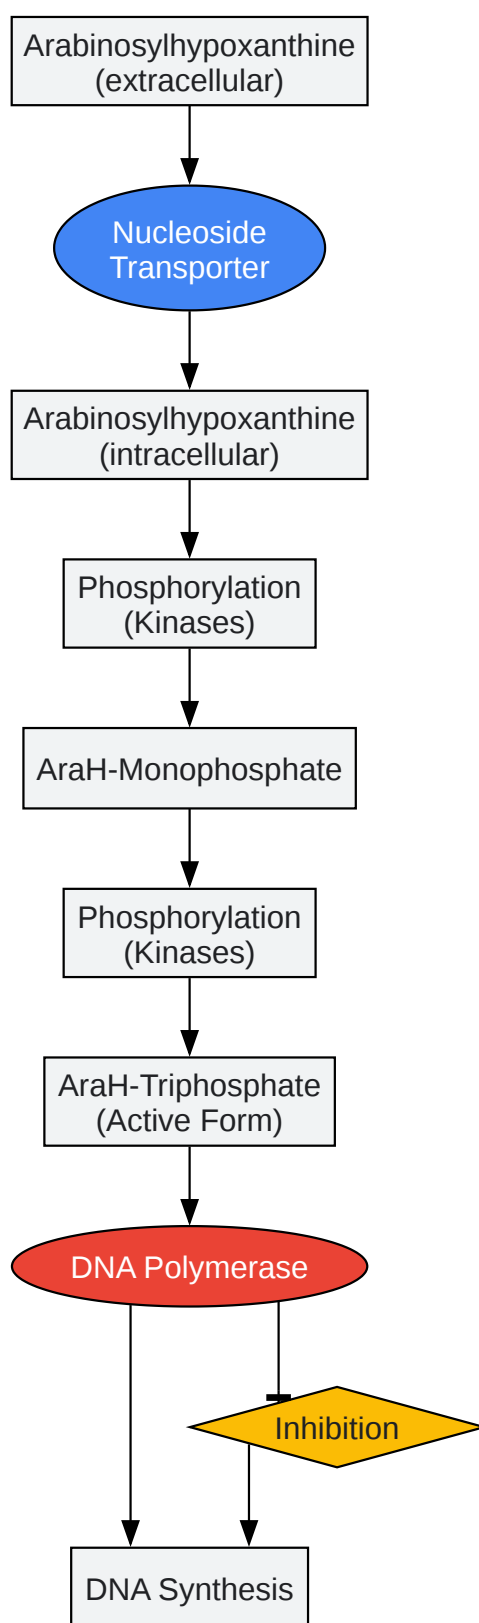 Arabinosylhypoxanthine
(extracellular)
Nucleoside
Transporter
Arabinosylhypoxanthine
(intracellular)
Phosphorylation
(Kinases)
AraH-Monophosphate
Phosphorylation
(Kinases)
AraH-Triphosphate
(Active Form)
DNA Polymerase
Inhibition
DNA Synthesis